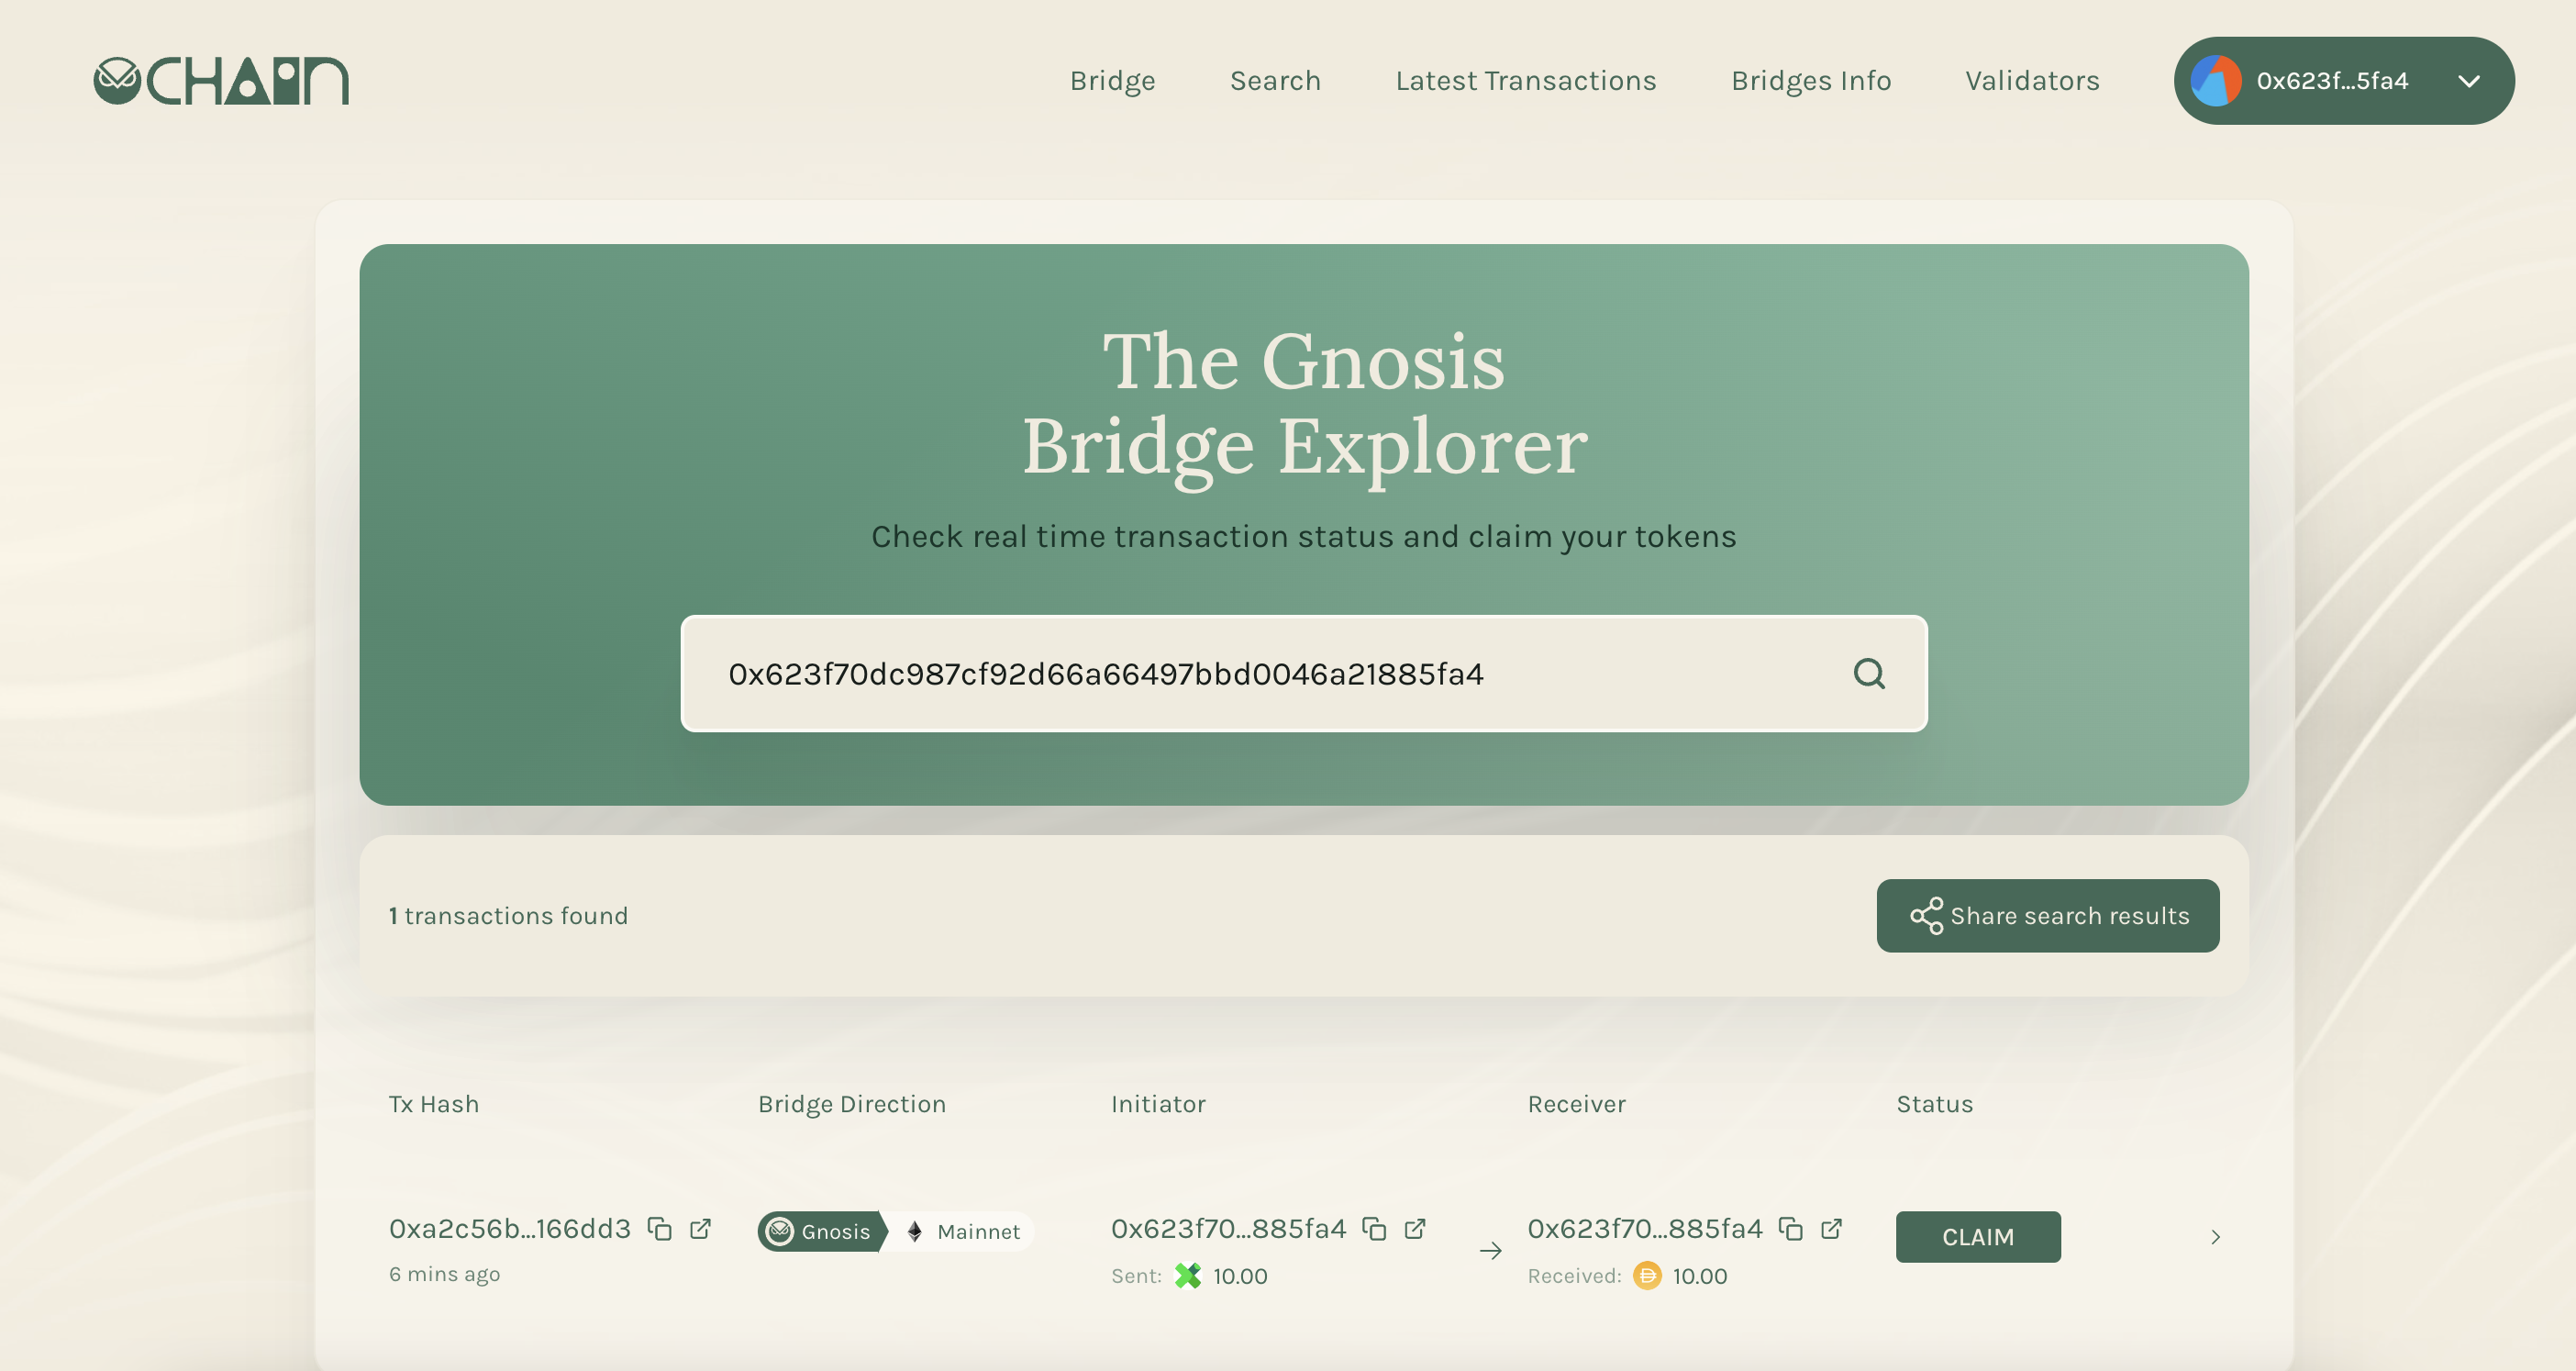 CHAIN
Bridge Search Latest Transactions Bridges Info Validators 0x623f...5fa4
The Gnosis
Bridge Explorer
Check real time transaction status and claim your tokens
0x623f70dc987cf92d66a66497bbd0046a21885fa4
1 transactions found
Share search results
Tx Hash Bridge Direction Initiator Receiver Status
0xa2c56b...166dd3 Gnosis Mainnet 0x623f70...885fa4 0x623f70...885fa4 CLAIM
6 mins ago Sent: 10.00 Received: 10.00